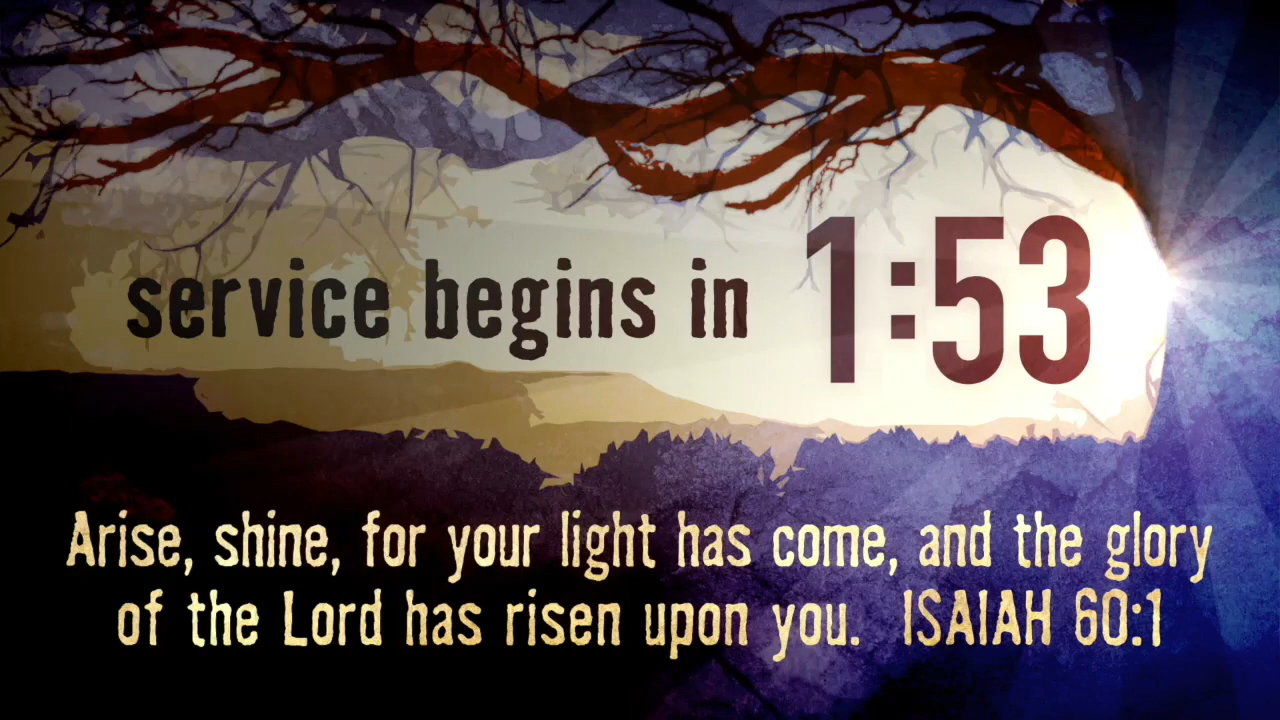 service begins in 1:53
Arise, shine, for your light has come, and the glory
of the Lord has risen upon you. ISAIAH 60:1